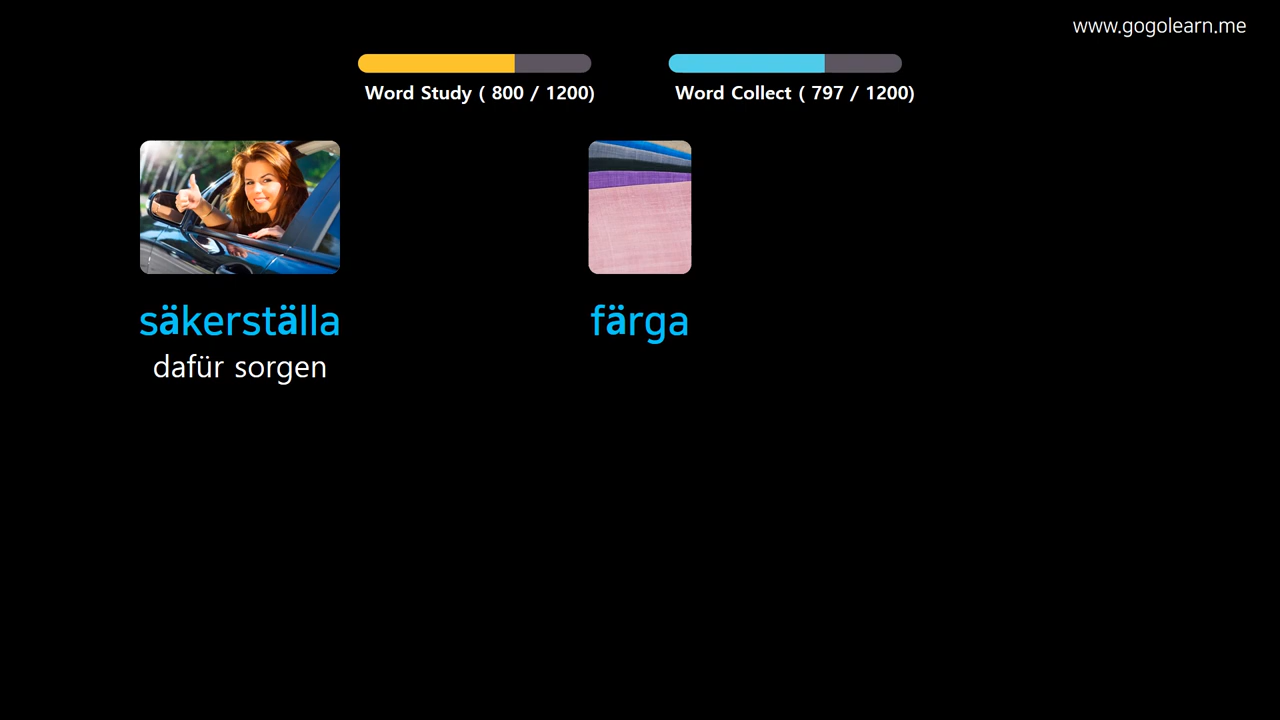 www.gogolearn.me
Word Study ( 800 / 1200)
Word Collect ( 797 / 1200)
säkerställa
färga
dafür sorgen